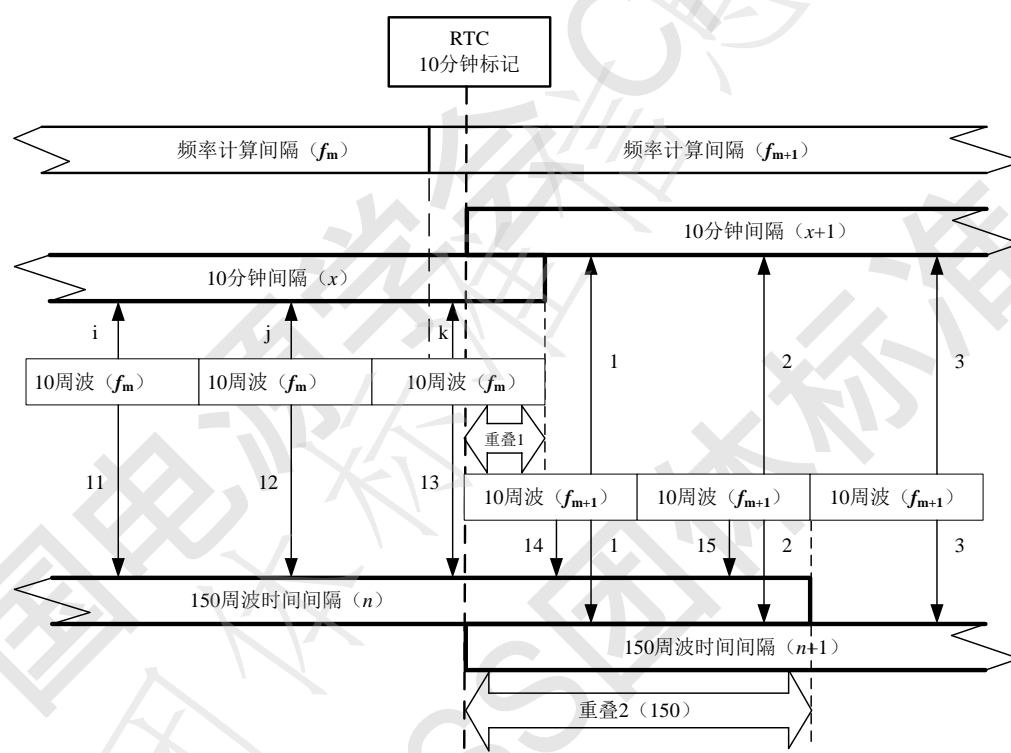 RTC
10分钟标记
频率计算间隔（fm）
频率计算间隔（fm+1）
10分钟间隔（x+1）
10分钟间隔（x）
i
j
k
1
2
3
10周波（fm）
10周波（fm）
10周波（fm）
重叠1
11
12
13
10周波（fm+1）
10周波（fm+1）
10周波（fm+1）
14
1
15
2
3
150周波时间间隔（n）
150周波时间间隔（n+1）
重叠2（150）